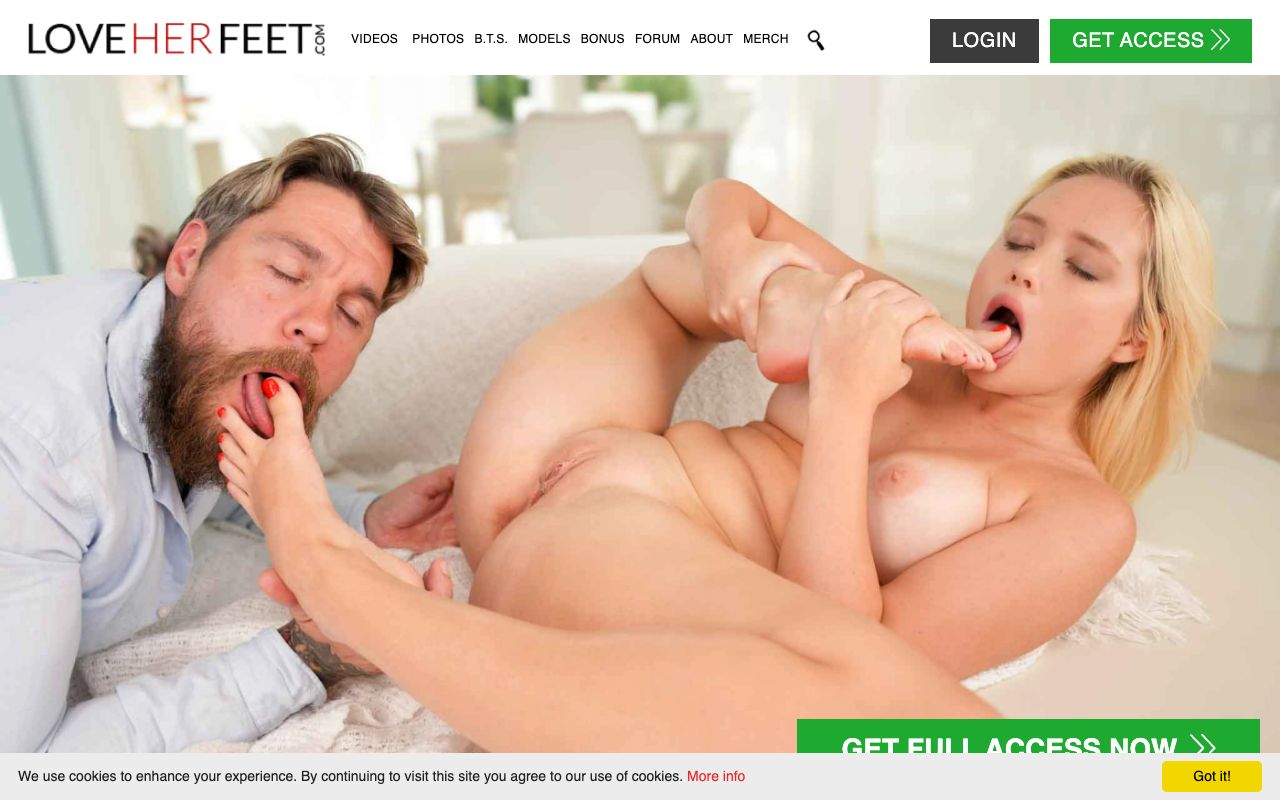 LOVEHERFEET.COM
VIDEOS PHOTOS B.T.S. MODELS BONUS FORUM ABOUT MERCH
LOGIN
GET ACCESS
GET FULL ACCESS NOW
We use cookies to enhance your experience. By continuing to visit this site you agree to our use of cookies. More info
Got it!